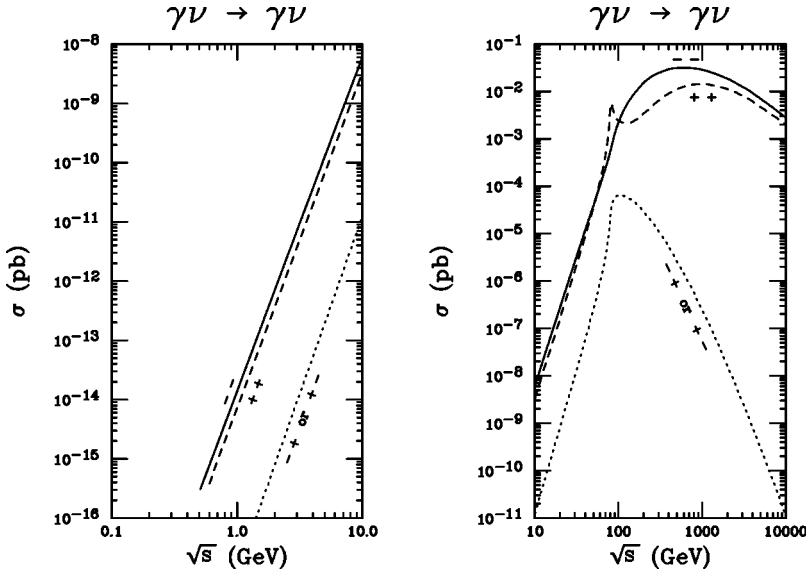 γν → γν
10⁻⁸
10⁻⁹
10⁻¹⁰
10⁻¹¹
10⁻¹²
10⁻¹³
10⁻¹⁴
10⁻¹⁵
10⁻¹⁶
σ (pb)
− −
+ +
− + or + −
0.1 1.0 10.0
√s (GeV)
γν → γν
10⁻¹
10⁻²
10⁻³
10⁻⁴
10⁻⁵
10⁻⁶
10⁻⁷
10⁻⁸
10⁻⁹
10⁻¹⁰
10⁻¹¹
σ (pb)
− −
+ +
− + or + −
10 100 1000 10000
√s (GeV)